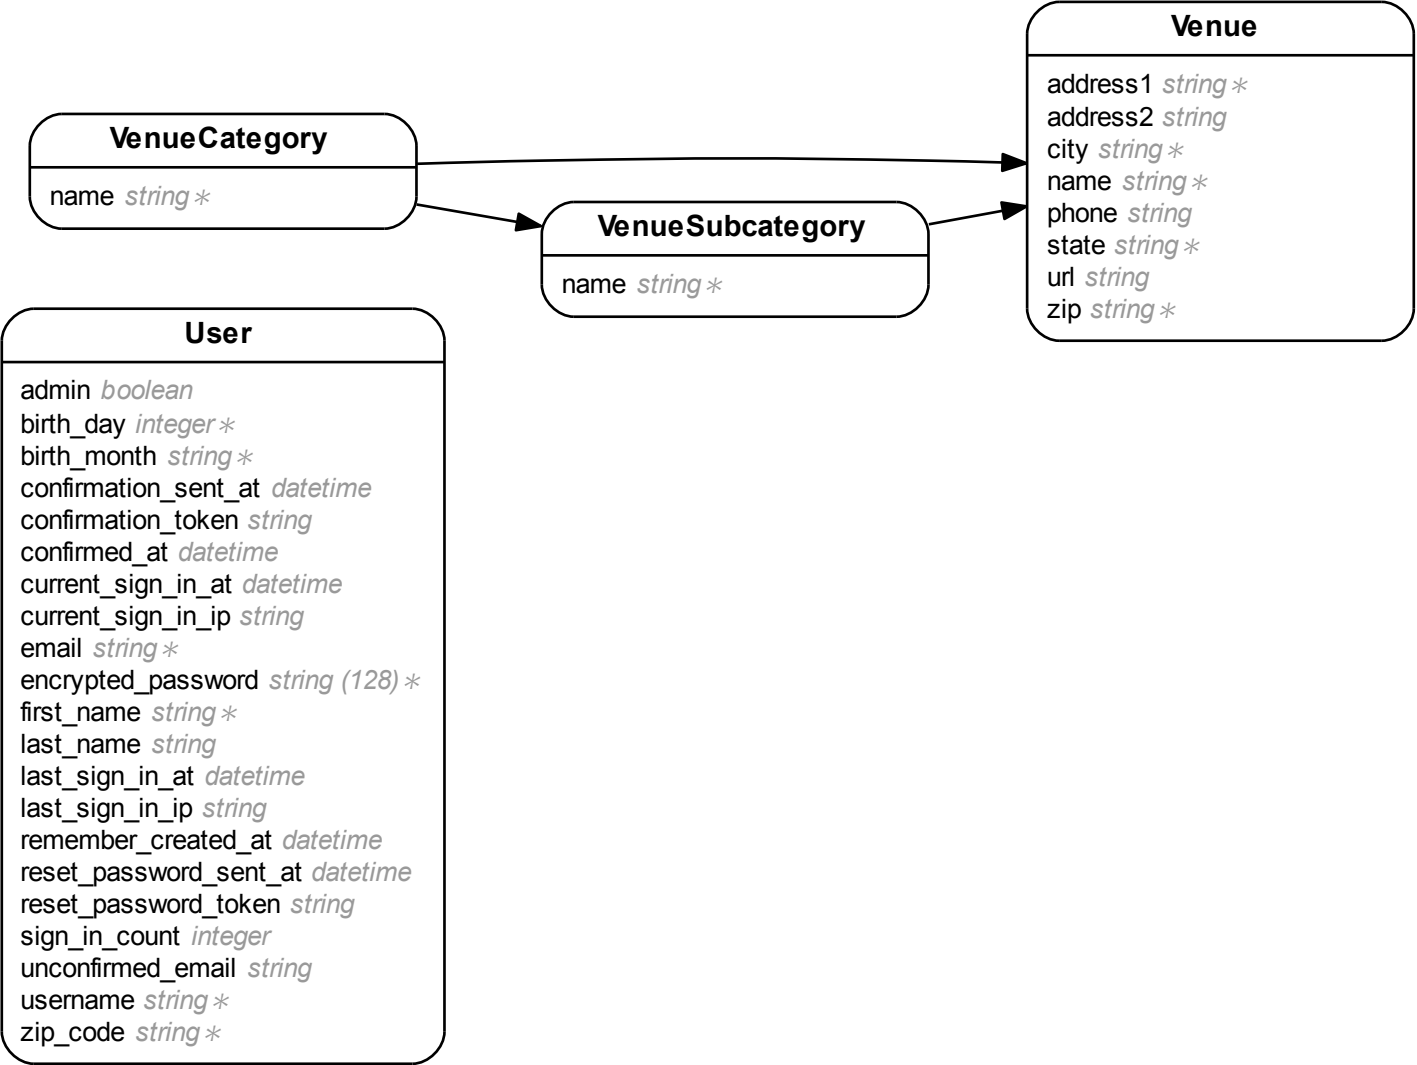 VenueCategory
name string ∗
VenueSubcategory
name string ∗
Venue
address1 string ∗
address2 string
city string ∗
name string ∗
phone string
state string ∗
url string
zip string ∗
User
admin boolean
birth_day integer ∗
birth_month string ∗
confirmation_sent_at datetime
confirmation_token string
confirmed_at datetime
current_sign_in_at datetime
current_sign_in_ip string
email string ∗
encrypted_password string (128) ∗
first_name string ∗
last_name string
last_sign_in_at datetime
last_sign_in_ip string
remember_created_at datetime
reset_password_sent_at datetime
reset_password_token string
sign_in_count integer
unconfirmed_email string
username string ∗
zip_code string ∗